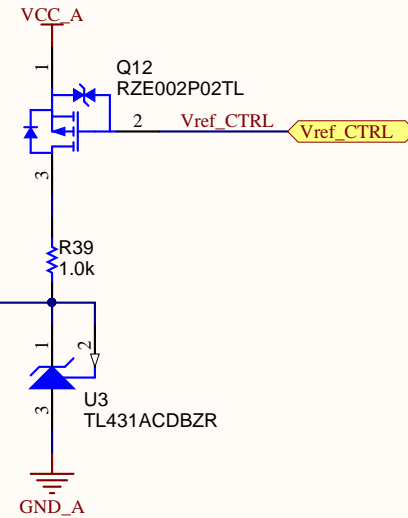 VCC_A
1
Q12
RZE002P02TL
2
Vref_CTRL
Vref_CTRL
3
R39
1.0k
1
2
U3
TL431ACDBZR
3
GND_A